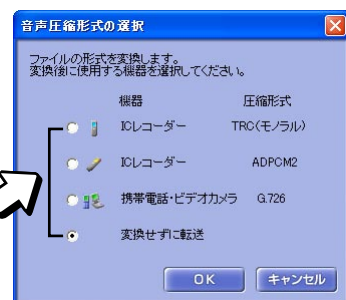 音声圧縮形式の選択
ファイルの形式を変換します。
変換後に使用する機器を選択してください。
機器 圧縮形式
ICレコーダー TRC(モノラル)
ICレコーダー ADPCM2
携帯電話・ビデオカメラ G.726
変換せずに転送
OK キャンセル